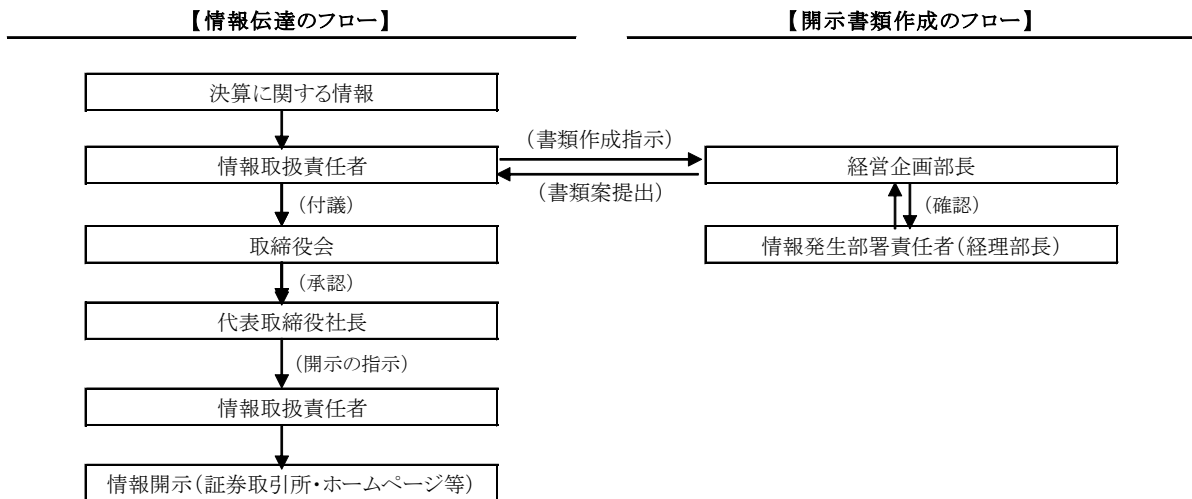 【情報伝達のフロー】
【開示書類作成のフロー】
決算に関する情報
(書類作成指示)
情報取扱責任者
経営企画部長
(書類案提出)
(付議)
(確認)
取締役会
情報発生部署責任者(経理部長)
(承認)
代表取締役社長
(開示の指示)
情報取扱責任者
情報開示(証券取引所・ホームページ等)